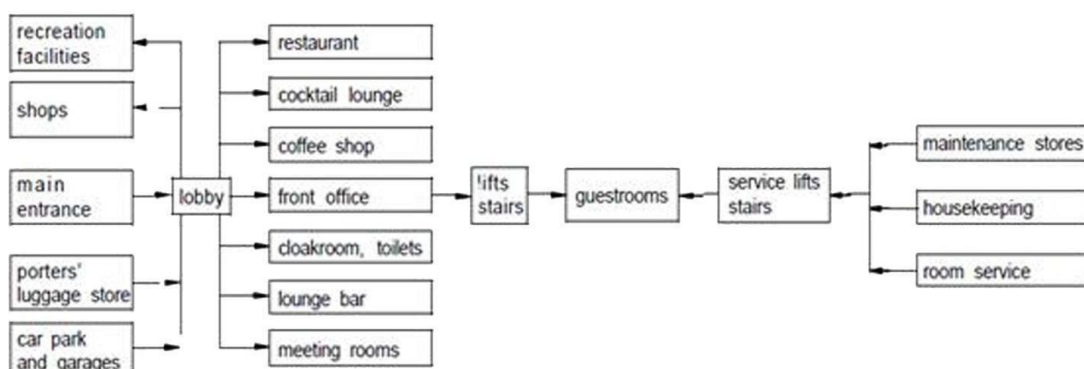 recreation
facilities
shops
main
entrance
porters'
luggage store
car park
and garages
lobby
restaurant
cocktail lounge
coffee shop
front office
cloakroom, toilets
lounge bar
meeting rooms
lifts
stairs
guestrooms
service lifts
stairs
maintenance stores
housekeeping
room service